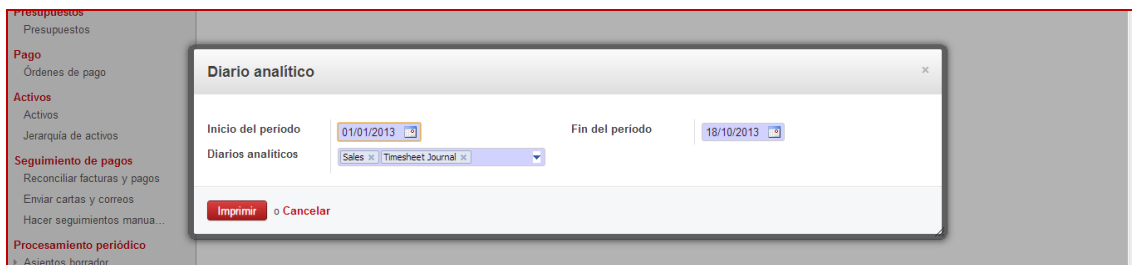 Presupuestos
Presupuestos
Pago
Órdenes de pago
Activos
Activos
Jerarquía de activos
Seguimiento de pagos
Reconciliar facturas y pagos
Enviar cartas y correos
Hacer seguimientos manua...
Procesamiento periódico
Asientos borrador
Diario analítico ×
Inicio del período 01/01/2013 Fin del período 18/10/2013
Diarios analíticos Sales × Timesheet Journal ×
Imprimir o Cancelar